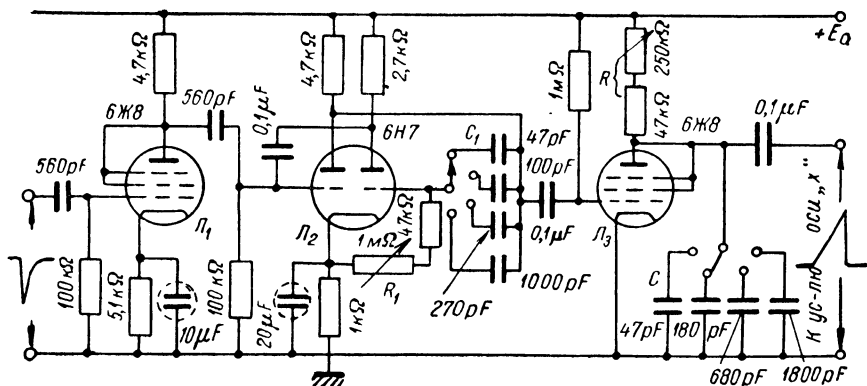 +Eа
4,7кΩ
4,7кΩ
2,7кΩ
1мΩ
R
250кΩ
47кΩ
6Ж8
560pF
0,1μF
6Н7
C₁
47pF
100pF
6Ж8
0,1μF
560pF
Л₁
Л₂
47кΩ
0,1μF
Л₃
1мΩ
R₁
270pF
1000pF
C
100кΩ
5,1кΩ
10μF
100кΩ
20μF
1кΩ
47pF
180pF
680pF
1800pF
К ус-лю оси „х"